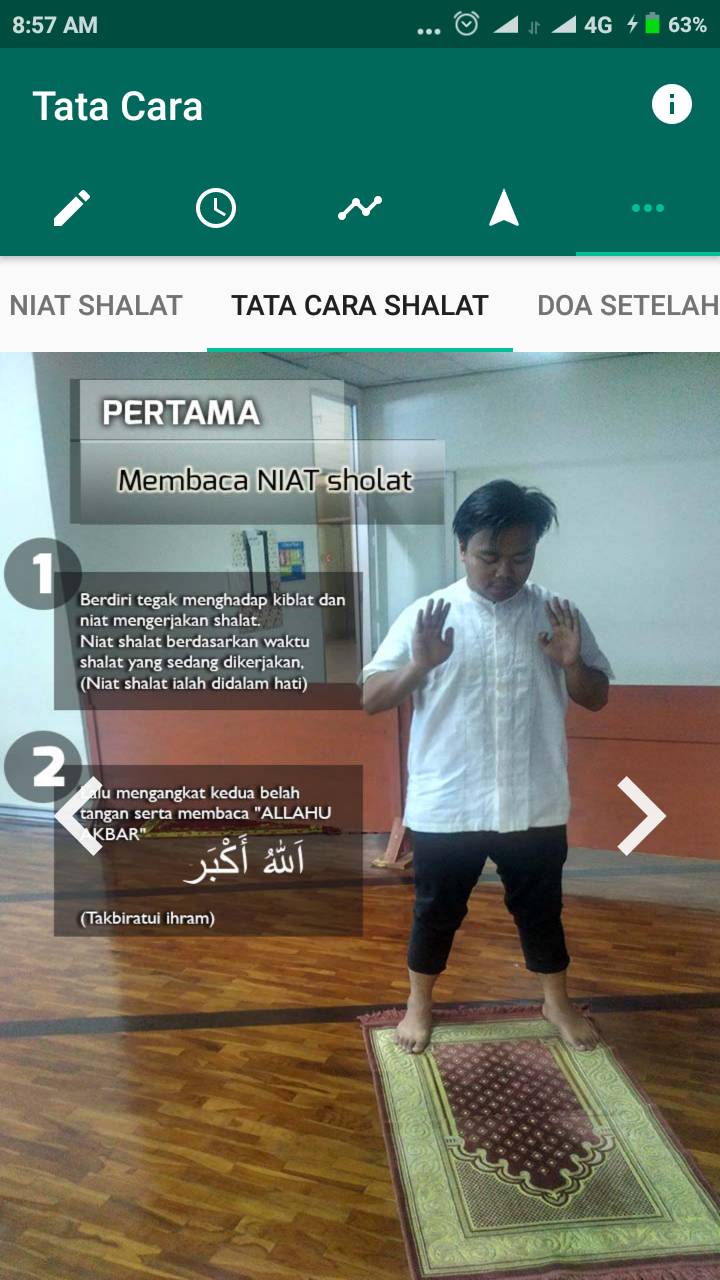 8:57 AM
4G
63%
Tata Cara
NIAT SHALAT
TATA CARA SHALAT
DOA SETELAH
PERTAMA
Membaca NIAT sholat
1
Berdiri tegak menghadap kiblat dan
niat mengerjakan shalat.
Niat shalat berdasarkan waktu
shalat yang sedang dikerjakan,
(Niat shalat ialah didalam hati)
2
Lalu mengangkat kedua belah
tangan serta membaca "ALLAHU
AKBAR"
اَللهُ أَكْبَر
(Takbiratui ihram)